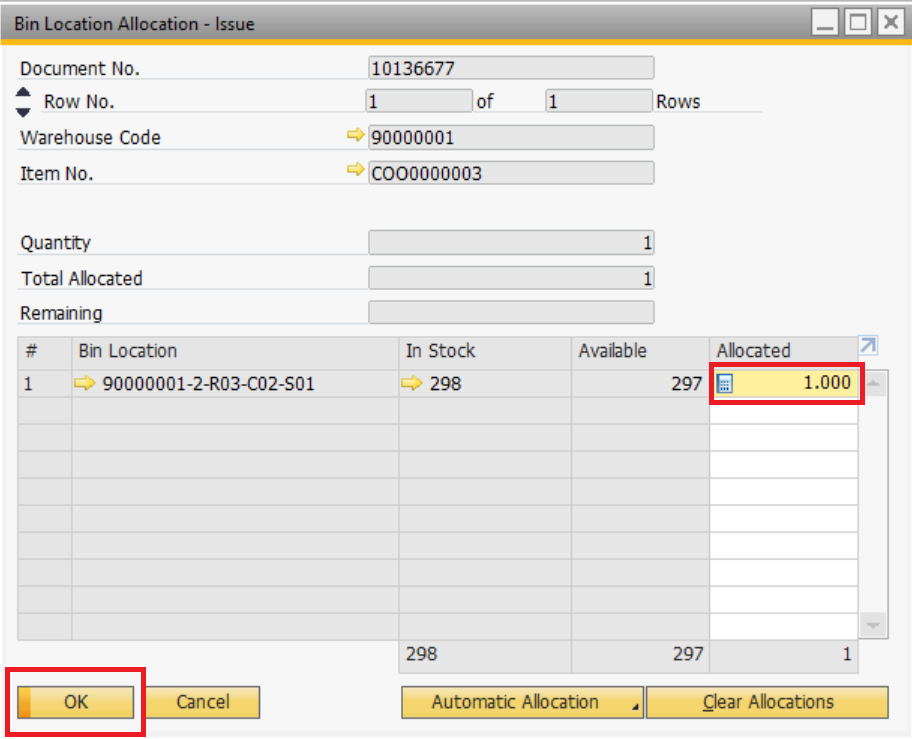 Bin Location Allocation - Issue
Document No. 10136677
Row No. 1 of 1 Rows
Warehouse Code 90000001
Item No. COO0000003
Quantity 1
Total Allocated 1
Remaining
# Bin Location In Stock Available Allocated
1 90000001-2-R03-C02-S01 298 297 1.000
298 297 1
OK Cancel Automatic Allocation Clear Allocations